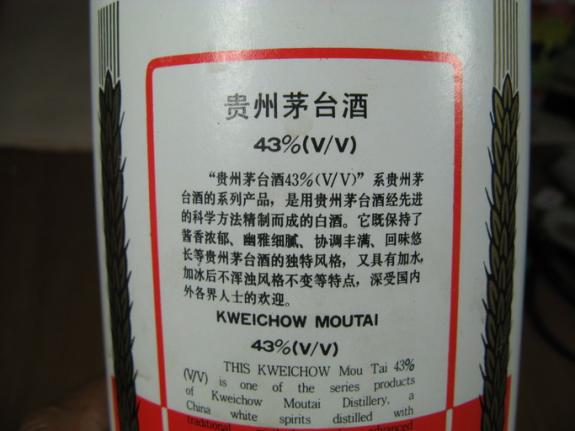 贵州茅台酒
43%(V/V)
“贵州茅台酒43%(V/V)”系贵州茅
台酒的系列产品，是用贵州茅台酒经先进
的科学方法精制而成的白酒。它既保持了
酱香浓郁、幽雅细腻、协调丰满、回味悠
长等贵州茅台酒的独特风格，又具有加水，
加冰后不浑浊风格不变等特点，深受国内
外各界人士的欢迎。
KWEICHOW MOUTAI
43%(V/V)
THIS KWEICHOW Mou Tai 43%
(V/V) is one of the series products
of Kweichow Moutai Distillery, a
China white spirits distilled with
traditional